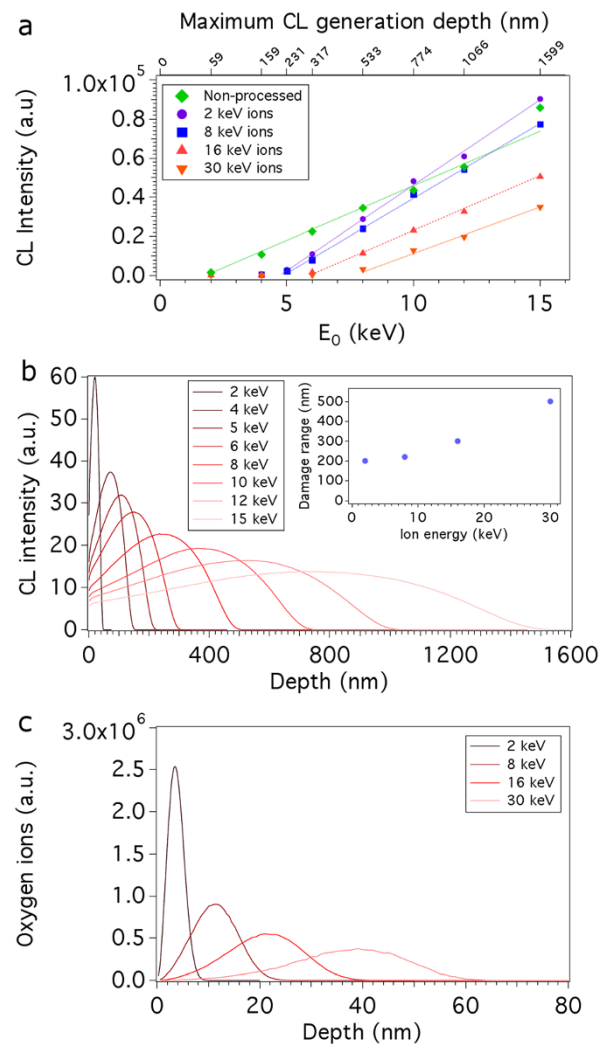 a
Maximum CL generation depth (nm)
0 59 159 231 317 533 774 1066 1599
CL Intensity (a.u)
1.0x10⁵
0.8
0.6
0.4
0.2
0.0
Non-processed
2 keV ions
8 keV ions
16 keV ions
30 keV ions
0 5 10 15
E₀ (keV)
b
CL intensity (a.u.)
60
50
40
30
20
10
0
2 keV
4 keV
5 keV
6 keV
8 keV
10 keV
12 keV
15 keV
Damage range (nm)
500
400
300
200
100
0
0 10 20 30
Ion energy (keV)
0 400 800 1200 1600
Depth (nm)
c
Oxygen ions (a.u.)
3.0x10⁶
2.5
2.0
1.5
1.0
0.5
0.0
2 keV
8 keV
16 keV
30 keV
0 20 40 60 80
Depth (nm)